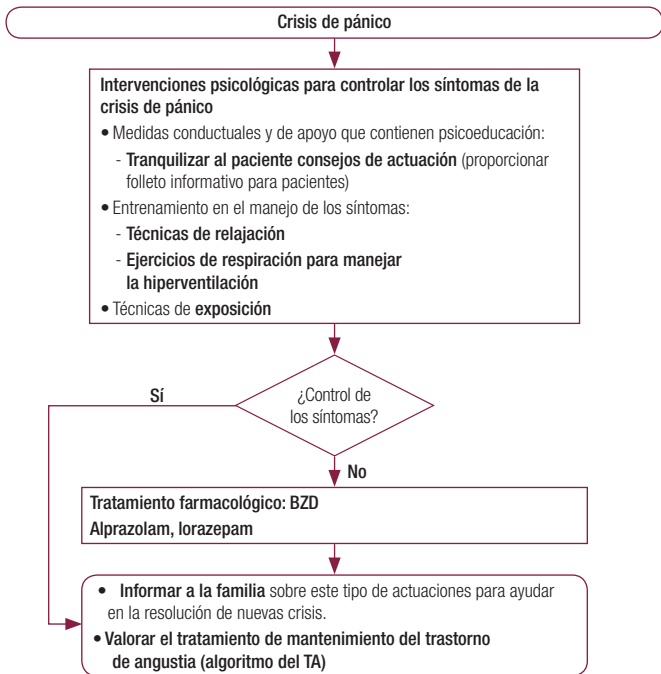 Crisis de pánico
Intervenciones psicológicas para controlar los síntomas de la
crisis de pánico
• Medidas conductuales y de apoyo que contienen psicoeducación:
- Tranquilizar al paciente consejos de actuación (proporcionar
folleto informativo para pacientes)
• Entrenamiento en el manejo de los síntomas:
- Técnicas de relajación
- Ejercicios de respiración para manejar
la hiperventilación
• Técnicas de exposición
¿Control de
los síntomas?
Sí
No
Tratamiento farmacológico: BZD
Alprazolam, lorazepam
• Informar a la familia sobre este tipo de actuaciones para ayudar
en la resolución de nuevas crisis.
• Valorar el tratamiento de mantenimiento del trastorno
de angustia (algoritmo del TA)